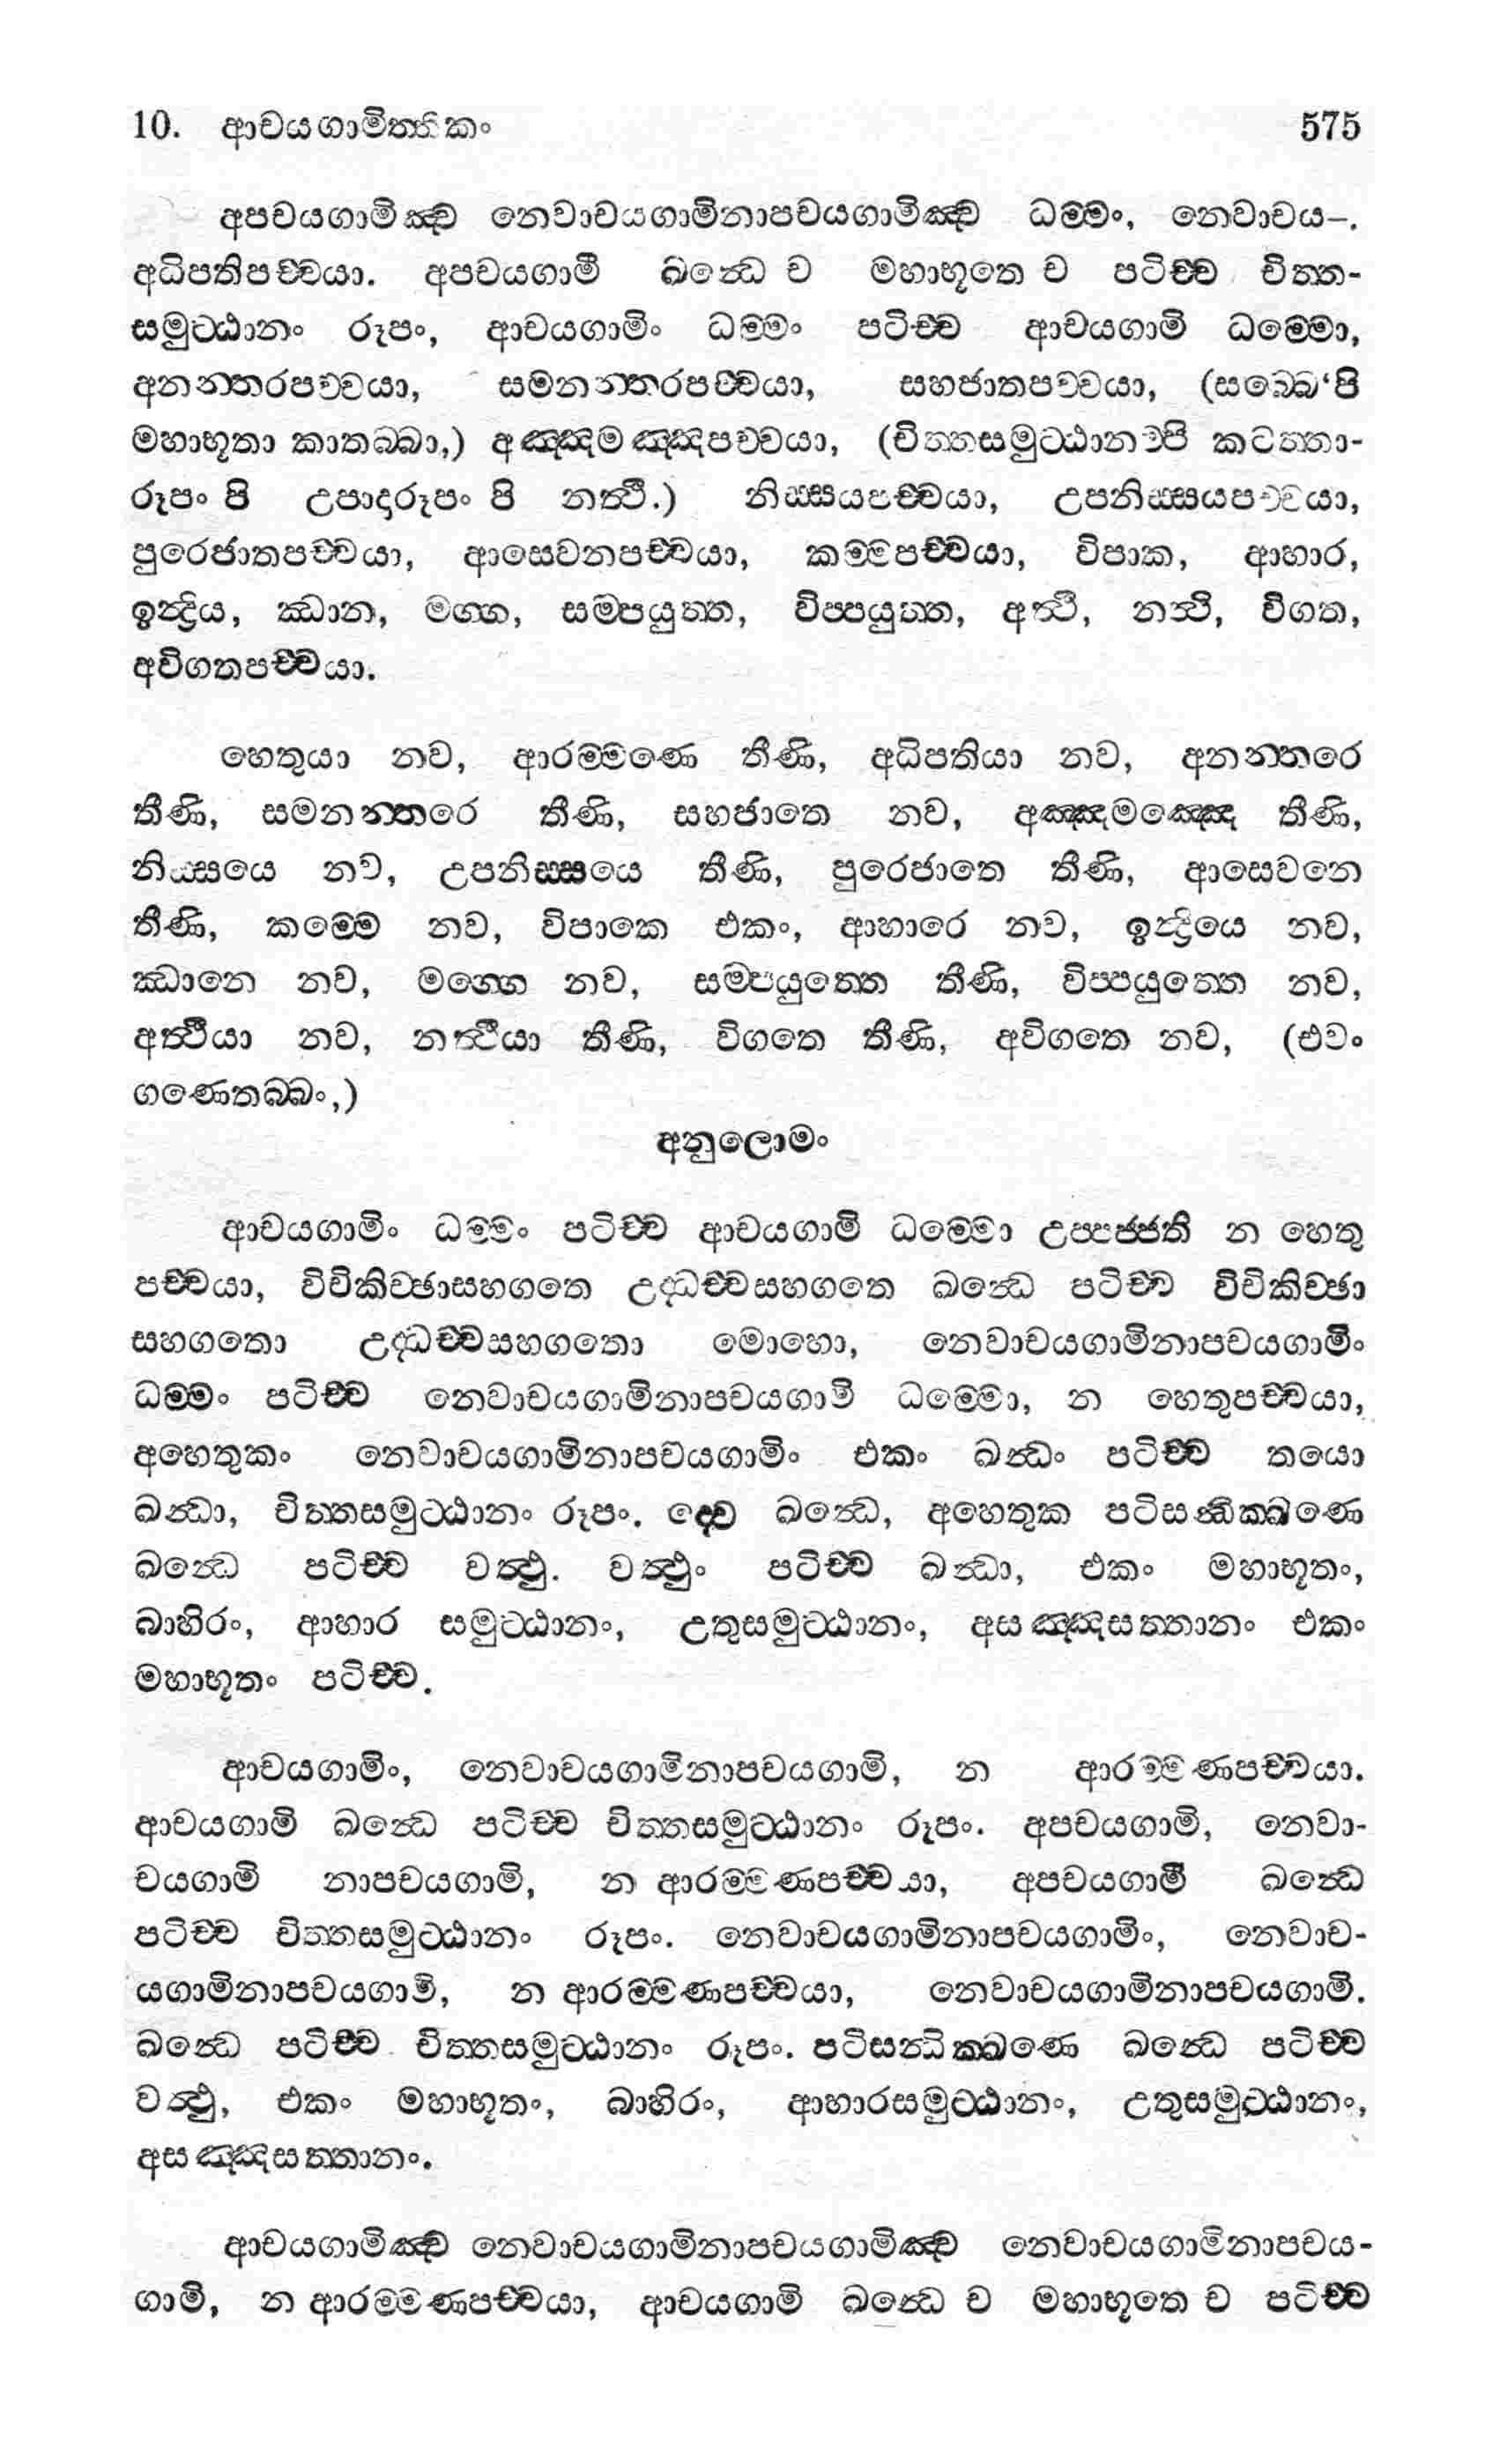 10. ආචයගාමිත්තිකං 575
අපචයගාමිඤ්ච නෙවාචයගාමිනාපචයගාමිඤ්ච ධම්මං, නෙවාචය–.
අධිපතිපච්චයා. අපචයගාමී ඛන්ධෙ ච මහාභූතෙ ච පටිච්ච චිත්ත-
සමුට්ඨානං රූපං, ආචයගාමිං ධම්මං පටිච්ච ආචයගාමි ධම්මො,
අනන්තරපච්චයා, සමනන්තරපච්චයා, සහජාතපච්චයා, (සබ්බෙ‘පි
මහාභූතා කාතබ්බා,) අඤ්ඤමඤ්ඤපච්චයා, (චිත්තසමුට්ඨානම්පි කටත්තා-
රූපං පි උපාදාරූපං පි නත්ථි.) නිස්සයපච්චයා, උපනිස්සයපච්චයා,
පුරෙජාතපච්චයා, ආසෙවනපච්චයා, කම්මපච්චයා, විපාක, ආහාර,
ඉන්ද්‍රිය, ඣාන, මග්ග, සම්පයුත්ත, විප්පයුත්ත, අත්ථි, නත්ථි, විගත,
අවිගතපච්චයා.
හෙතුයා නව, ආරම්මණෙ තීණි, අධිපතියා නව, අනන්තරෙ
තීණි, සමනන්තරෙ තීණි, සහජාතෙ නව, අඤ්ඤමඤ්ඤෙ තීණි,
නිස්සයෙ නව, උපනිස්සයෙ තීණි, පුරෙජාතෙ තීණි, ආසෙවනෙ
තීණි, කම්මෙ නව, විපාකෙ එකං, ආහාරෙ නව, ඉන්ද්‍රියෙ නව,
ඣානෙ නව, මග්ගෙ නව, සම්පයුත්තෙ තීණි, විප්පයුත්තෙ නව,
අත්ථියා නව, නත්ථියා තීණි, විගතෙ තීණි, අවිගතෙ නව, (එවං
ගණෙතබ්බං,)
අනුලොමං
ආචයගාමිං ධම්මං පටිච්ච ආචයගාමි ධම්මො උප්පජ්ජති න හෙතු
පච්චයා, විචිකිච්ඡාසහගතෙ උද්ධච්චසහගතෙ ඛන්ධෙ පටිච්ච විචිකිච්ඡා
සහගතො උද්ධච්චසහගතො මොහො, නෙවාචයගාමිනාපචයගාමිං
ධම්මං පටිච්ච නෙවාචයගාමිනාපචයගාමි ධම්මො, න හෙතුපච්චයා,
අහෙතුකං නෙවාචයගාමිනාපචයගාමිං එකං ඛන්ධං පටිච්ච තයො
ඛන්ධා, චිත්තසමුට්ඨානං රූපං. ද්වෙ ඛන්ධෙ, අහෙතුක පටිසන්ධික්ඛණෙ
ඛන්ධෙ පටිච්ච වත්ථු. වත්ථුං පටිච්ච ඛන්ධා, එකං මහාභූතං,
බාහිරං, ආහාර සමුට්ඨානං, උතුසමුට්ඨානං, අසඤ්ඤසත්තානං එකං
මහාභූතං පටිච්ච.
ආචයගාමිං, නෙවාචයගාමිනාපචයගාමි, න ආරම්මණපච්චයා.
ආචයගාමි ඛන්ධෙ පටිච්ච චිත්තසමුට්ඨානං රූපං. අපචයගාමි, නෙවා-
චයගාමි නාපචයගාමි, න ආරම්මණපච්චයා, අපචයගාමී ඛන්ධෙ
පටිච්ච චිත්තසමුට්ඨානං රූපං. නෙවාචයගාමිනාපචයගාමිං, නෙවාච-
යගාමිනාපචයගාමි, න ආරම්මණපච්චයා, නෙවාචයගාමිනාපචයගාමි.
ඛන්ධෙ පටිච්ච චිත්තසමුට්ඨානං රූපං. පටිසන්ධික්ඛණෙ ඛන්ධෙ පටිච්ච
වත්ථු, එකං මහාභූතං, බාහිරං, ආහාරසමුට්ඨානං, උතුසමුට්ඨානං,
අසඤ්ඤසත්තානං.
ආචයගාමිඤ්ච නෙවාචයගාමිනාපචයගාමිඤ්ච නෙවාචයගාමිනාපචය-
ගාමි, න ආරම්මණපච්චයා, ආචයගාමි ඛන්ධෙ ච මහාභූතෙ ච පටිච්ච